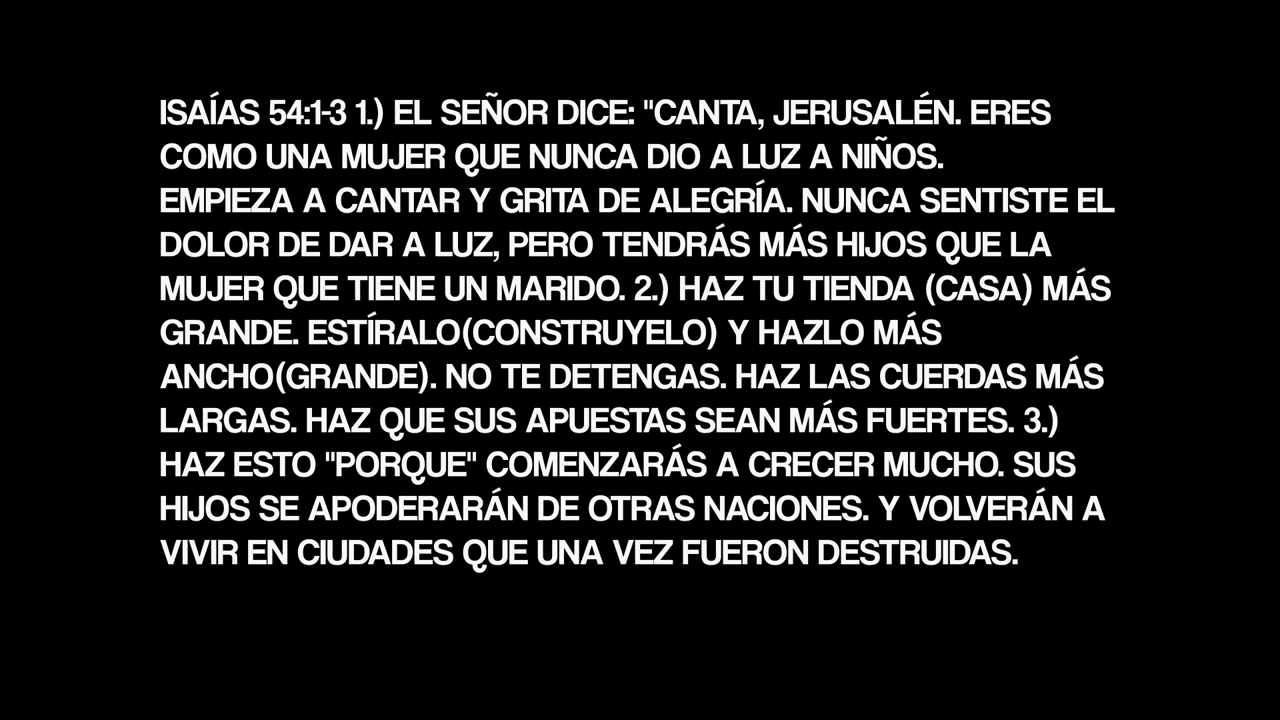 ISAÍAS 54:1-3 1.) EL SEÑOR DICE: "CANTA, JERUSALÉN. ERES
COMO UNA MUJER QUE NUNCA DIO A LUZ A NIÑOS.
EMPIEZA A CANTAR Y GRITA DE ALEGRÍA. NUNCA SENTISTE EL
DOLOR DE DAR A LUZ, PERO TENDRÁS MÁS HIJOS QUE LA
MUJER QUE TIENE UN MARIDO. 2.) HAZ TU TIENDA (CASA) MÁS
GRANDE. ESTÍRALO(CONSTRUYELO) Y HAZLO MÁS
ANCHO(GRANDE). NO TE DETENGAS. HAZ LAS CUERDAS MÁS
LARGAS. HAZ QUE SUS APUESTAS SEAN MÁS FUERTES. 3.)
HAZ ESTO "PORQUE" COMENZARÁS A CRECER MUCHO. SUS
HIJOS SE APODERARÁN DE OTRAS NACIONES. Y VOLVERÁN A
VIVIR EN CIUDADES QUE UNA VEZ FUERON DESTRUIDAS.